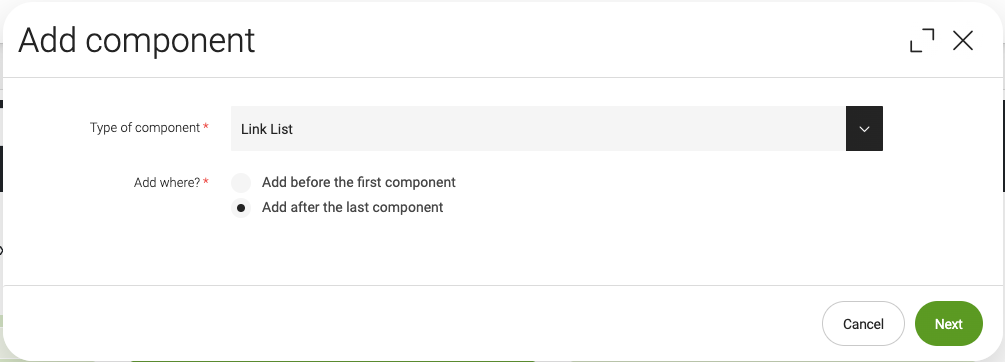 Add component
Type of component *
Link List
Add where? *
Add before the first component
Add after the last component
Cancel
Next